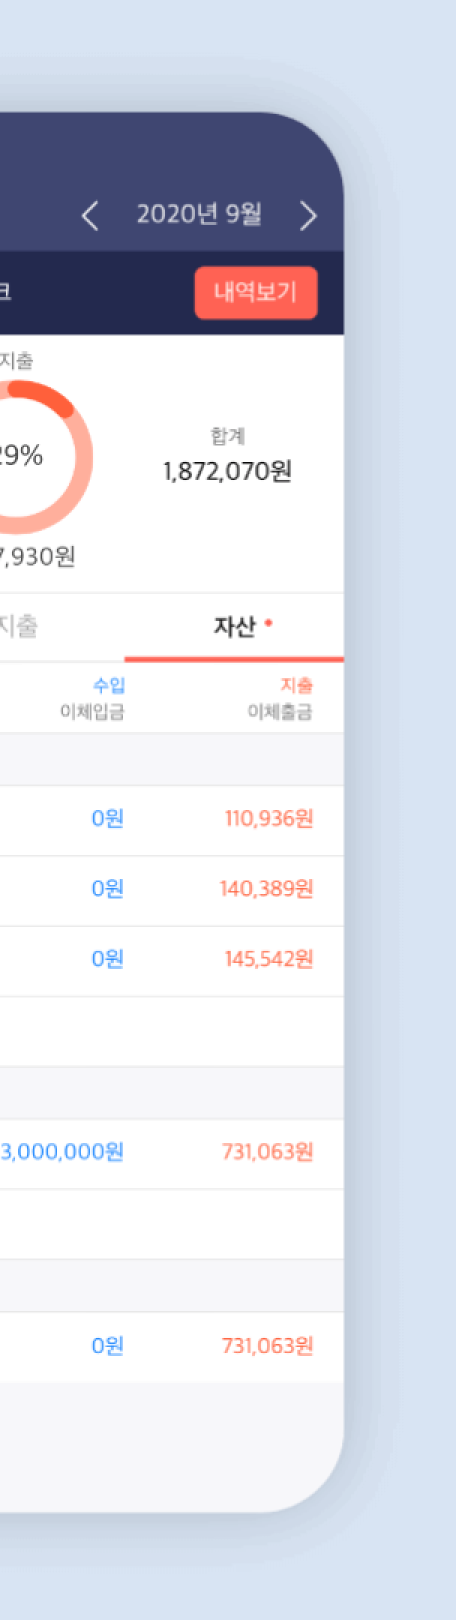 2020년 9월
크
내역보기
지출
29%
합계
1,872,070원
7,930원
지출
자산
수입
지출
이체입금
이체출금
0원
110,936원
0원
140,389원
0원
145,542원
3,000,000원
731,063원
0원
731,063원